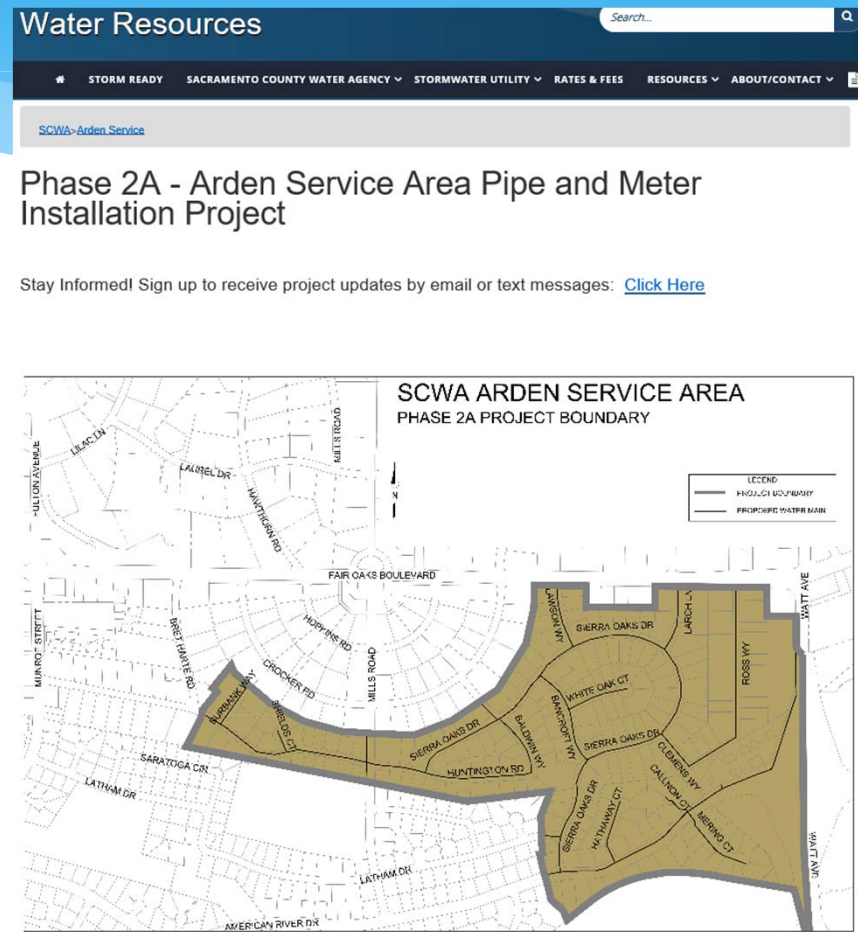 Water Resources
Search...
STORM READY SACRAMENTO COUNTY WATER AGENCY STORMWATER UTILITY RATES & FEES RESOURCES ABOUT/CONTACT
SCWA>Arden Service
Phase 2A - Arden Service Area Pipe and Meter
Installation Project
Stay Informed! Sign up to receive project updates by email or text messages: Click Here
SCWA ARDEN SERVICE AREA
PHASE 2A PROJECT BOUNDARY
LEGEND
PROJECT BOUNDARY
PROPOSED WATER MAIN
N
FULTON AVENUE
LILAC LN
LAUREL DR
HAWTHORN RD
MILLS ROAD
FAIR OAKS BOULEVARD
MUNROE STREET
BRET HARTE RD
HOPKINS RD
CROCKER RD
MILLS ROAD
BURBANK WAY
SHIELDS CT
SARATOGA CIR
LATHAM DR
LATHAM DR
AMERICAN RIVER DR
LAWSON WY
SIERRA OAKS DR
LARCH LN
WATT AVE
ROSS WY
WHITE OAK CT
BANCROFT WY
BALDWIN WY
SIERRA OAKS DR
SIERRA OAKS DR
HUNTINGTON RD
CLEMENS WY
CALLNON CT
MERING CT
SIERRA OAKS DR
HATHAWAY CT
WATT AVE